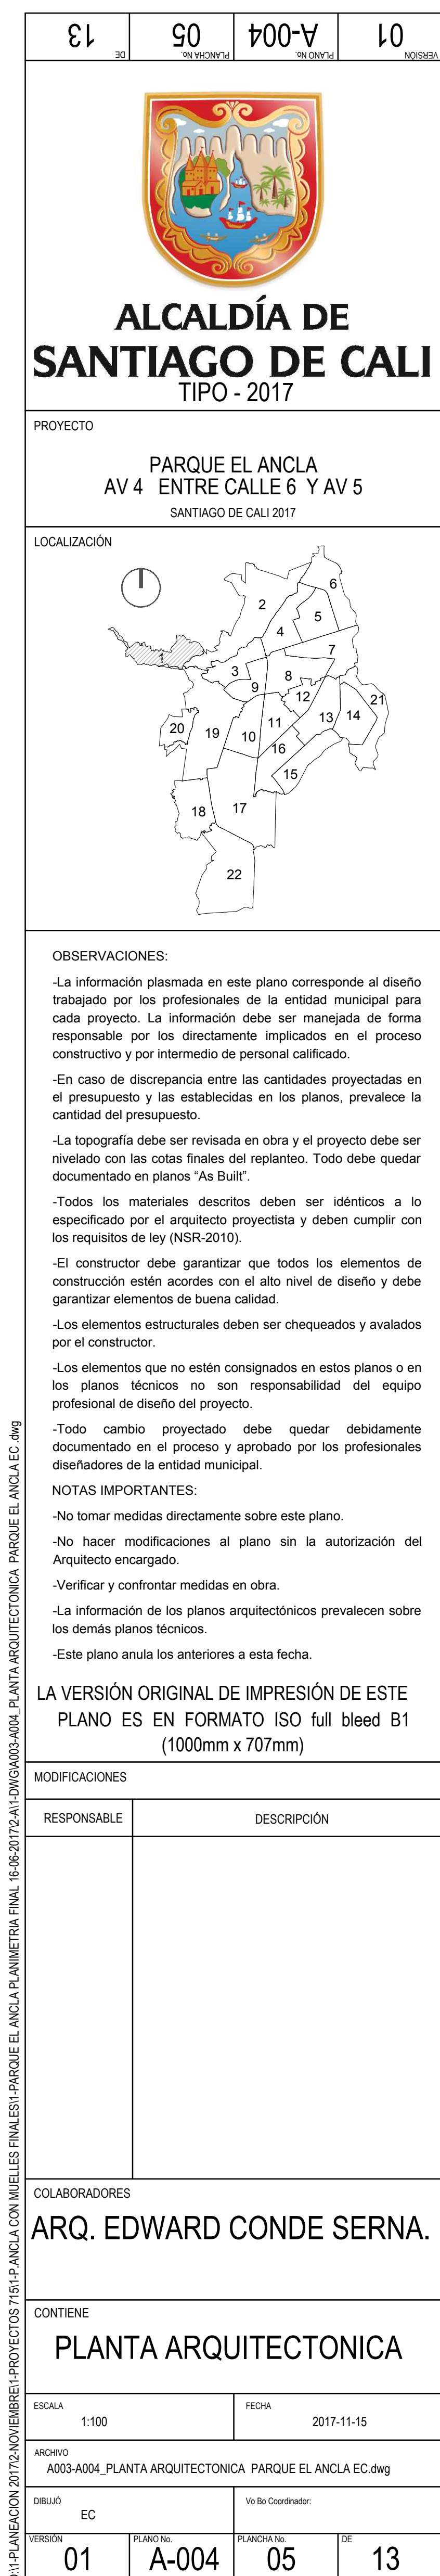 13 05 A-004 01
DE PLANCHA No. PLANO No. VERSIÓN
ALCALDÍA DE
SANTIAGO DE CALI
TIPO - 2017
PROYECTO
PARQUE EL ANCLA
AV 4 ENTRE CALLE 6 Y AV 5
SANTIAGO DE CALI 2017
LOCALIZACIÓN
6
2
5
4
7
1
3
8
9
12
21
11
13
14
20
19
10
16
15
18
17
22
OBSERVACIONES:
-La información plasmada en este plano corresponde al diseño
trabajado por los profesionales de la entidad municipal para
cada proyecto. La información debe ser manejada de forma
responsable por los directamente implicados en el proceso
constructivo y por intermedio de personal calificado.
-En caso de discrepancia entre las cantidades proyectadas en
el presupuesto y las establecidas en los planos, prevalece la
cantidad del presupuesto.
-La topografía debe ser revisada en obra y el proyecto debe ser
nivelado con las cotas finales del replanteo. Todo debe quedar
documentado en planos “As Built”.
-Todos los materiales descritos deben ser idénticos a lo
especificado por el arquitecto proyectista y deben cumplir con
los requisitos de ley (NSR-2010).
-El constructor debe garantizar que todos los elementos de
construcción estén acordes con el alto nivel de diseño y debe
garantizar elementos de buena calidad.
-Los elementos estructurales deben ser chequeados y avalados
por el constructor.
-Los elementos que no estén consignados en estos planos o en
los planos técnicos no son responsabilidad del equipo
profesional de diseño del proyecto.
-Todo cambio proyectado debe quedar debidamente
documentado en el proceso y aprobado por los profesionales
diseñadores de la entidad municipal.
NOTAS IMPORTANTES:
-No tomar medidas directamente sobre este plano.
-No hacer modificaciones al plano sin la autorización del
Arquitecto encargado.
-Verificar y confrontar medidas en obra.
-La información de los planos arquitectónicos prevalecen sobre
los demás planos técnicos.
-Este plano anula los anteriores a esta fecha.
LA VERSIÓN ORIGINAL DE IMPRESIÓN DE ESTE
PLANO ES EN FORMATO ISO full bleed B1
(1000mm x 707mm)
MODIFICACIONES
RESPONSABLE DESCRIPCIÓN
COLABORADORES
ARQ. EDWARD CONDE SERNA.
CONTIENE
PLANTA ARQUITECTONICA
ESCALA FECHA
1:100 2017-11-15
ARCHIVO
A003-A004_PLANTA ARQUITECTONICA PARQUE EL ANCLA EC.dwg
DIBUJÓ Vo Bo Coordinador:
EC
VERSIÓN PLANO No. PLANCHA No. DE
01 A-004 05 13
:\1-PLANEACION 2017\2-NOVIEMBRE\1-PROYECTOS 715\1-P.ANCLA CON MUELLES FINALES\1-PARQUE EL ANCLA PLANIMETRIA FINAL 16-06-2017\2-A\1-DWG\A003-A004_PLANTA ARQUITECTONICA PARQUE EL ANCLA EC .dwg